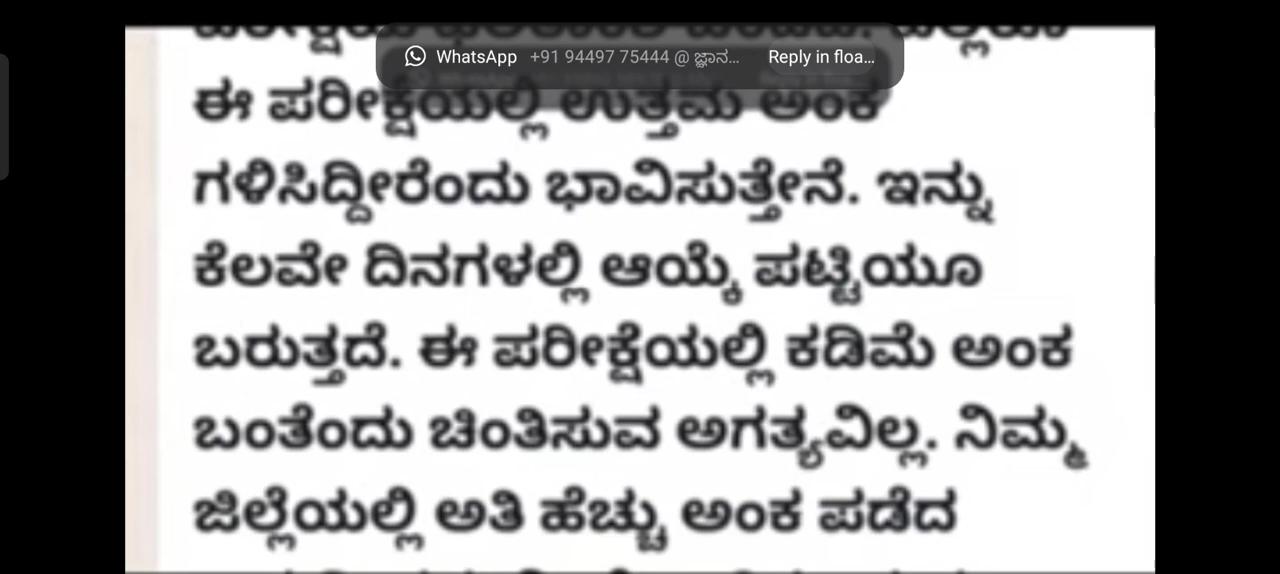 WhatsApp +91 94497 75444 @ ಜ್ಞಾನ... Reply in floa...
ಈ ಪರೀಕ್ಷೆಯಲ್ಲಿ ಉತ್ತಮ ಅಂಕ
ಗಳಿಸಿದ್ದೀರೆಂದು ಭಾವಿಸುತ್ತೇನೆ. ಇನ್ನು
ಕೆಲವೇ ದಿನಗಳಲ್ಲಿ ಆಯ್ಕೆ ಪಟ್ಟಿಯೂ
ಬರುತ್ತದೆ. ಈ ಪರೀಕ್ಷೆಯಲ್ಲಿ ಕಡಿಮೆ ಅಂಕ
ಬಂತೆಂದು ಚಿಂತಿಸುವ ಅಗತ್ಯವಿಲ್ಲ. ನಿಮ್ಮ
ಜಿಲ್ಲೆಯಲ್ಲಿ ಅತಿ ಹೆಚ್ಚು ಅಂಕ ಪಡೆದ